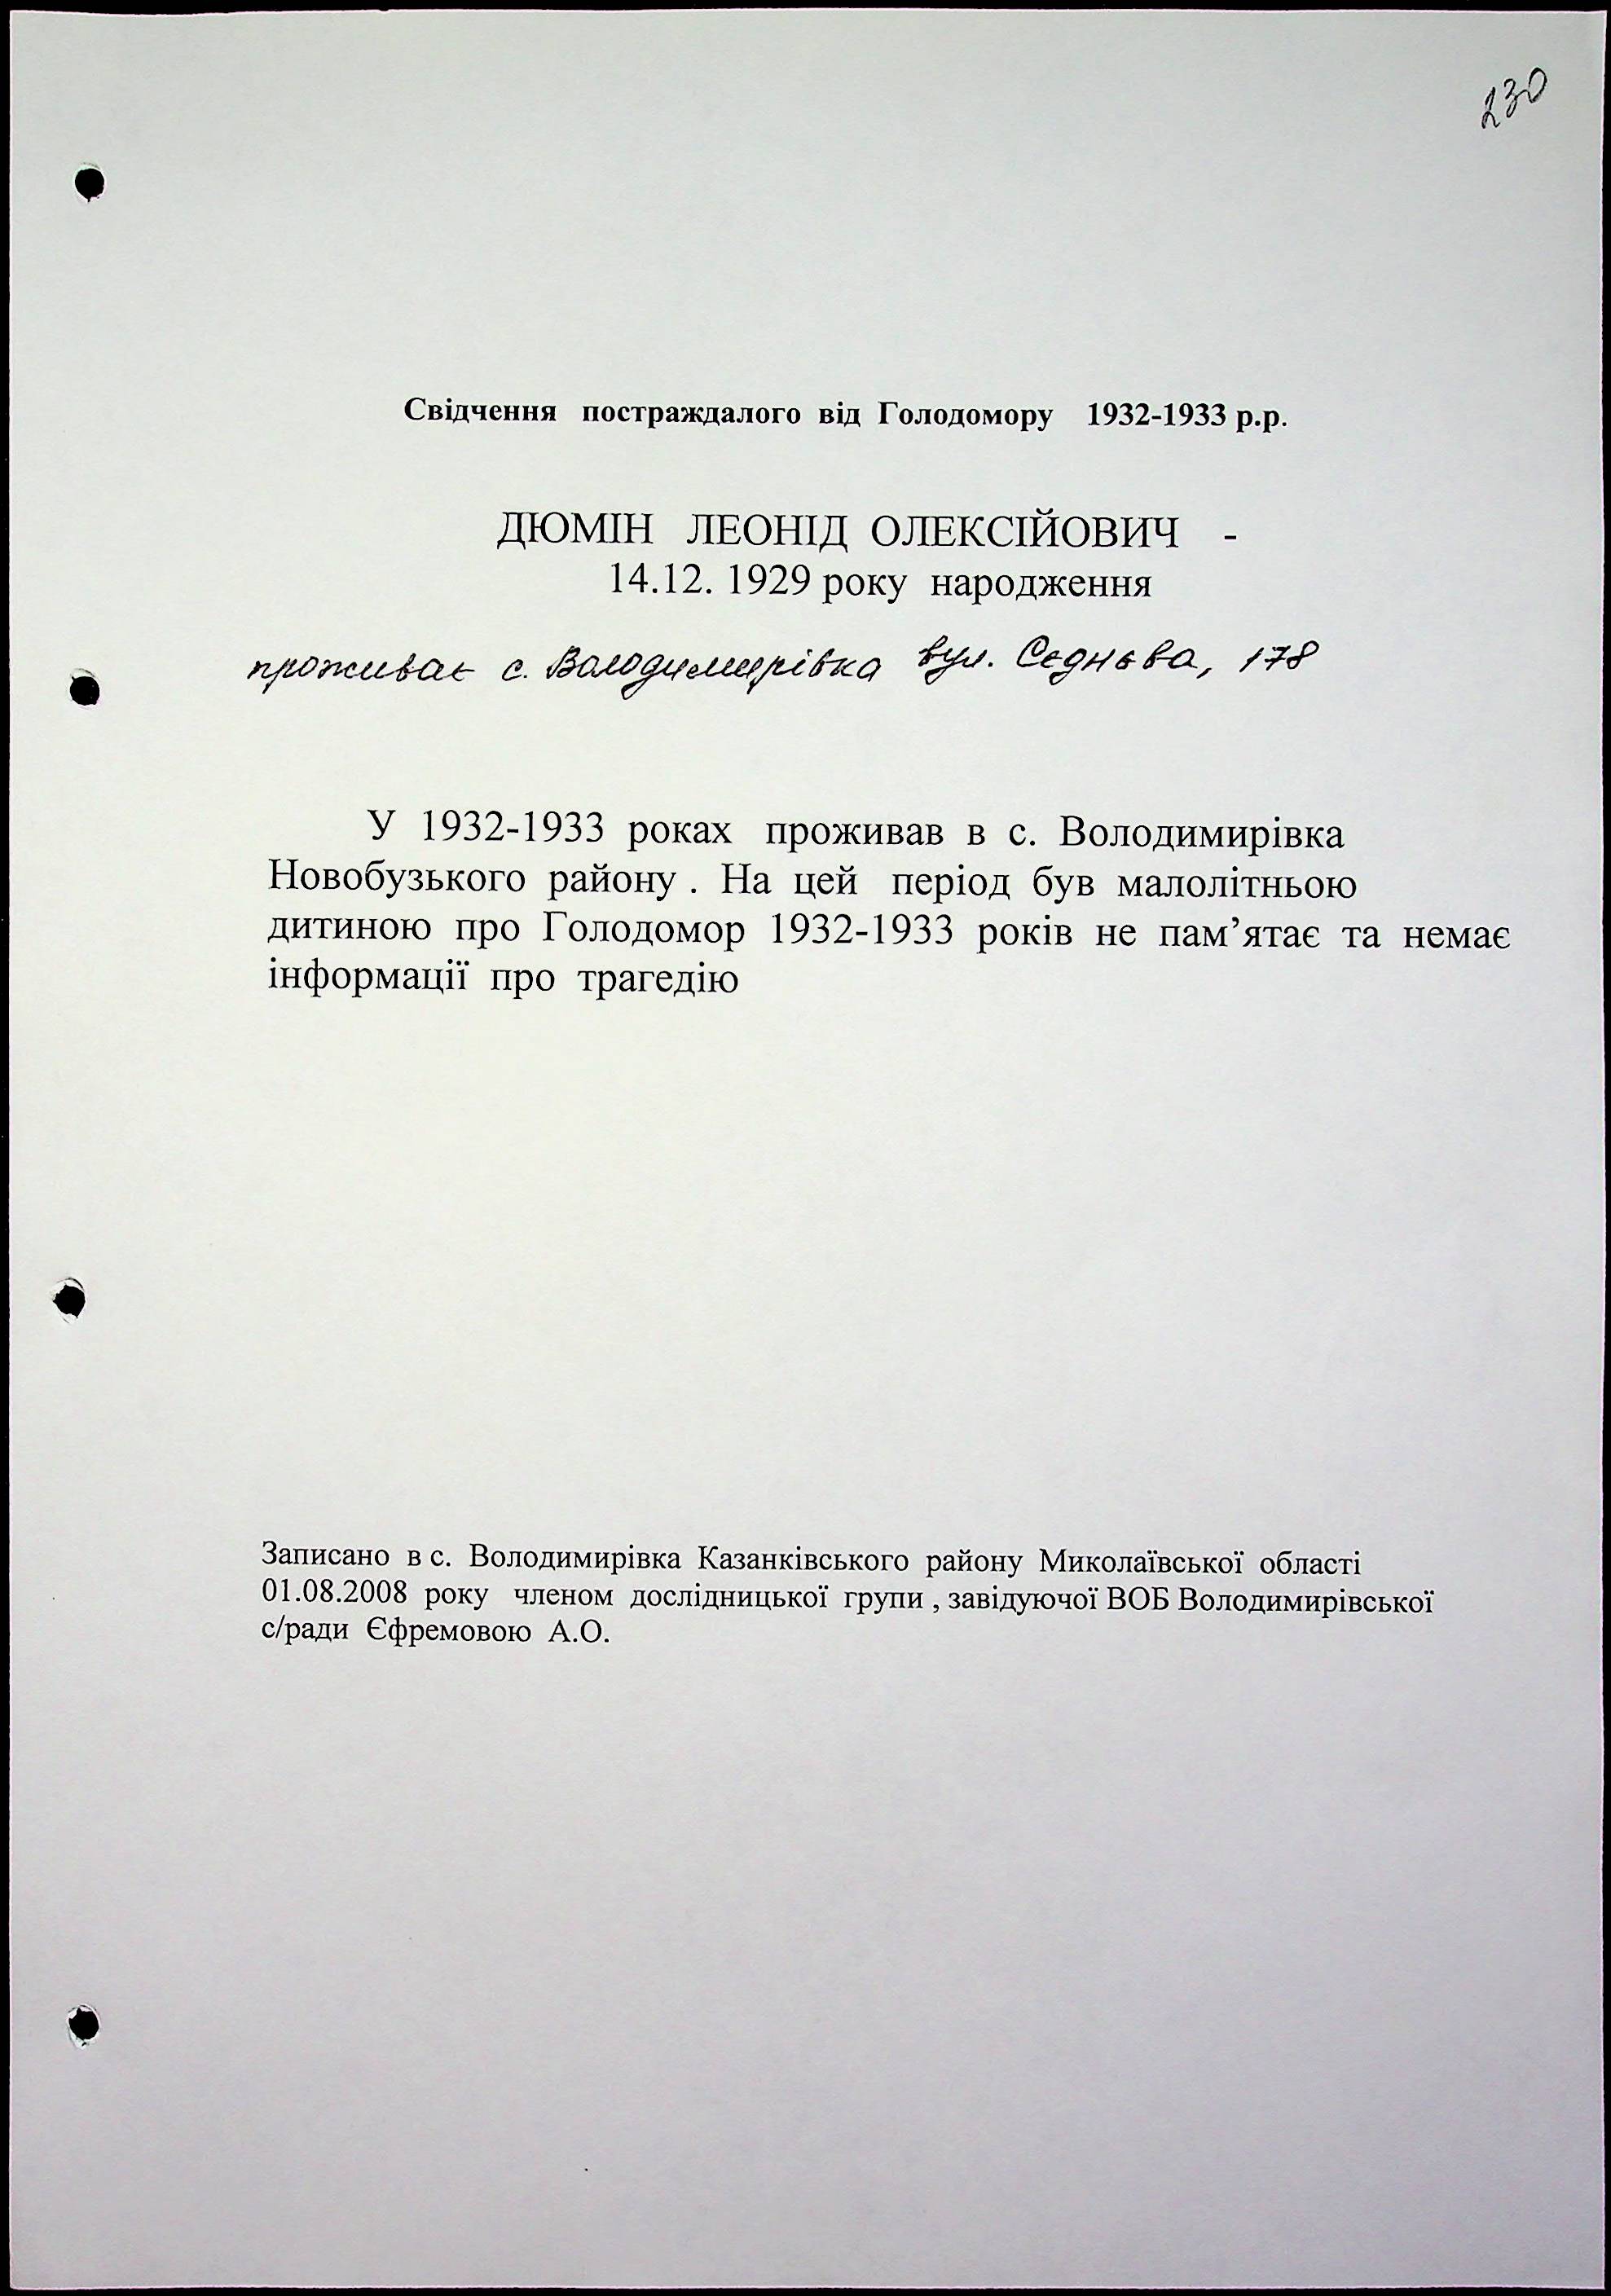 230
Свідчення постраждалого від Голодомору 1932-1933 р.р.
ДЮМІН ЛЕОНІД ОЛЕКСІЙОВИЧ -
14.12. 1929 року народження
проживає с. Володимирівка вул. Седнєва, 178
У 1932-1933 роках проживав в с. Володимирівка
Новобузького району . На цей період був малолітньою
дитиною про Голодомор 1932-1933 років не пам’ятає та немає
інформації про трагедію
Записано в с. Володимирівка Казанківського району Миколаївської області
01.08.2008 року членом дослідницької групи , завідуючої ВОБ Володимирівської
с/ради Єфремовою А.О.